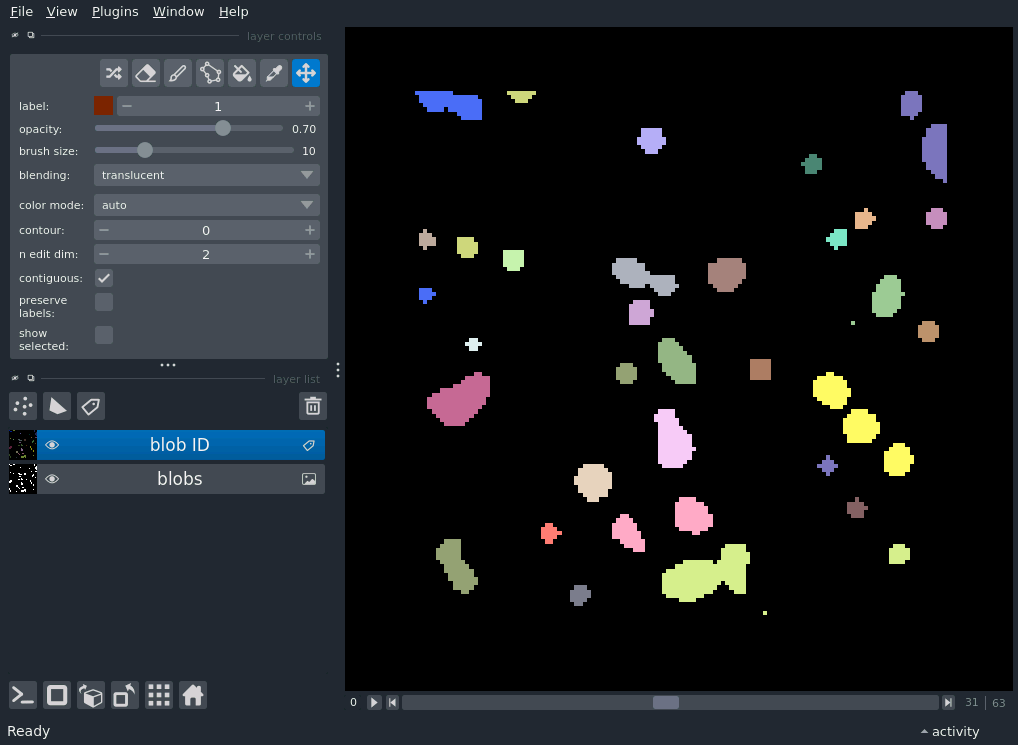 File View Plugins Window Help
layer controls
label: 1
opacity: 0.70
brush size: 10
blending: translucent
color mode: auto
contour: 0
n edit dim: 2
contiguous:
preserve
labels:
show
selected:
layer list
blob ID
blobs
0 31 | 63
Ready activity